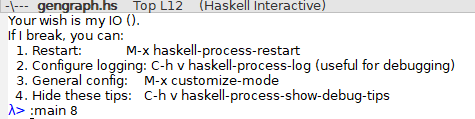 -\---  gengraph.hs   Top L12   (Haskell Interactive)
Your wish is my IO ().
If I break, you can:
  1. Restart:           M-x haskell-process-restart
  2. Configure logging: C-h v haskell-process-log (useful for debugging)
  3. General config:    M-x customize-mode
  4. Hide these tips:   C-h v haskell-process-show-debug-tips
λ> :main 8